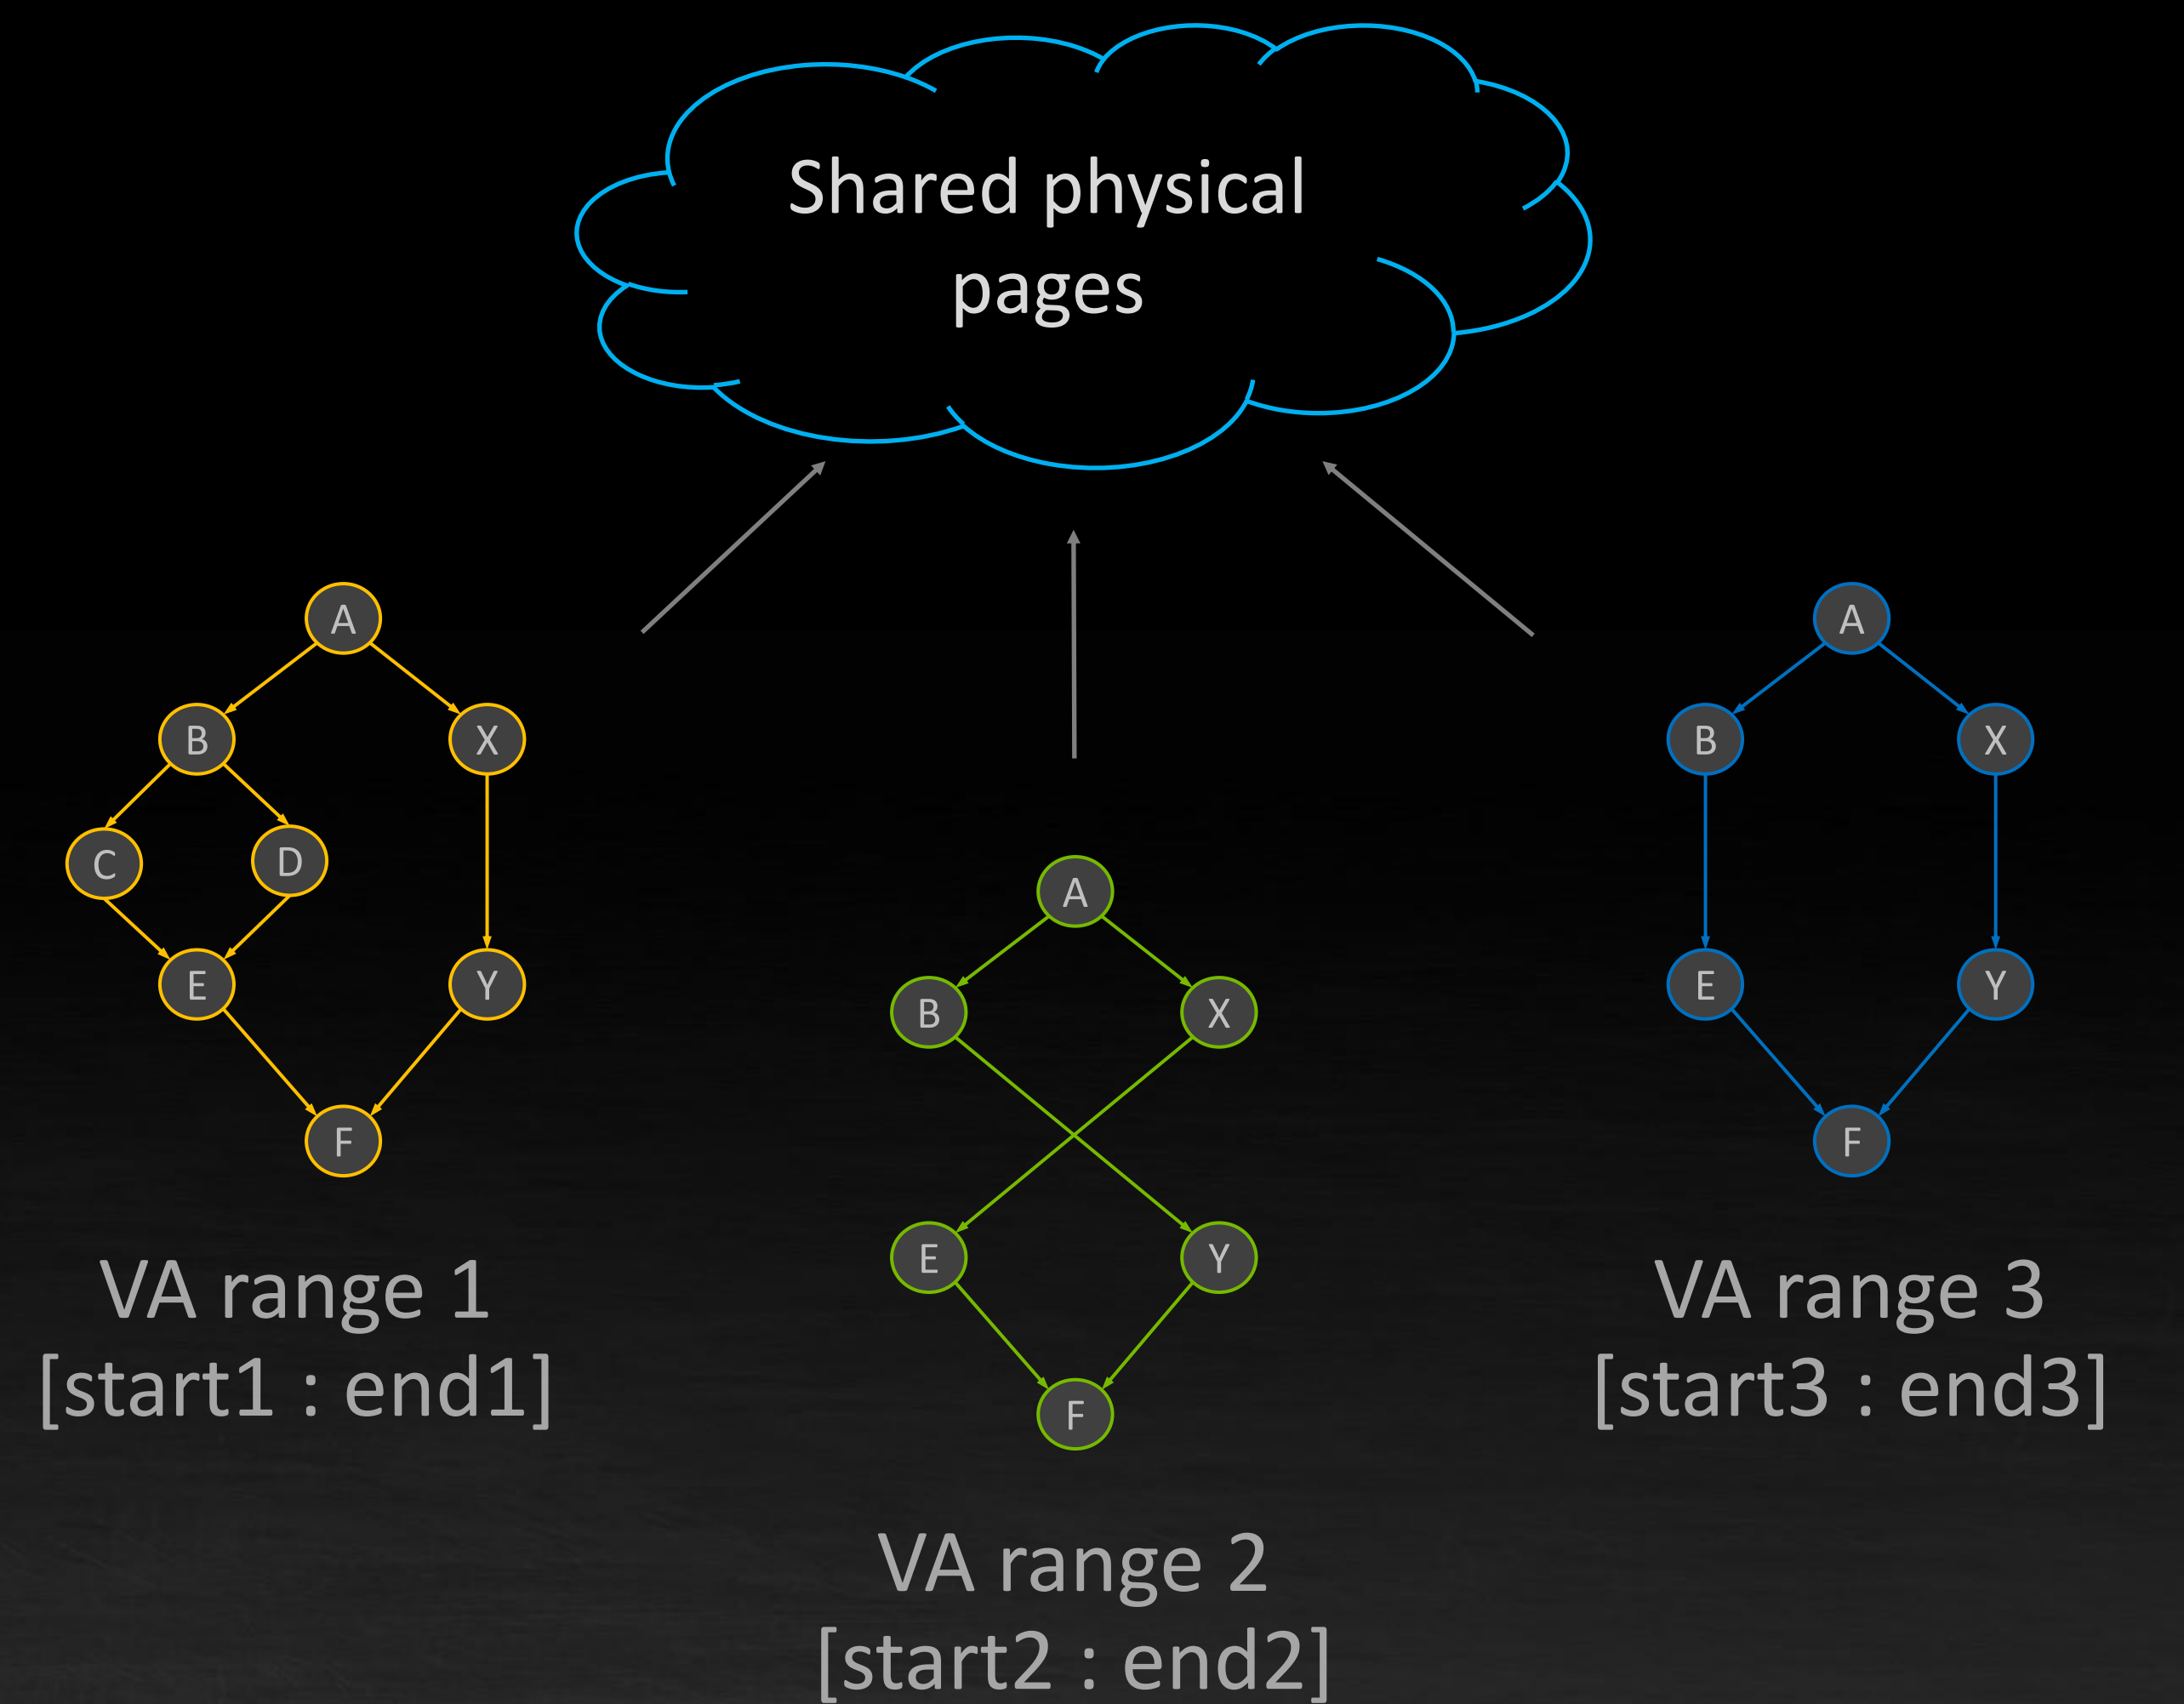 Shared physical
pages
A
B
X
C
D
E
Y
F
VA range 1
[start1 : end1]
A
B
X
E
Y
F
VA range 2
[start2 : end2]
A
B
X
E
Y
F
VA range 3
[start3 : end3]